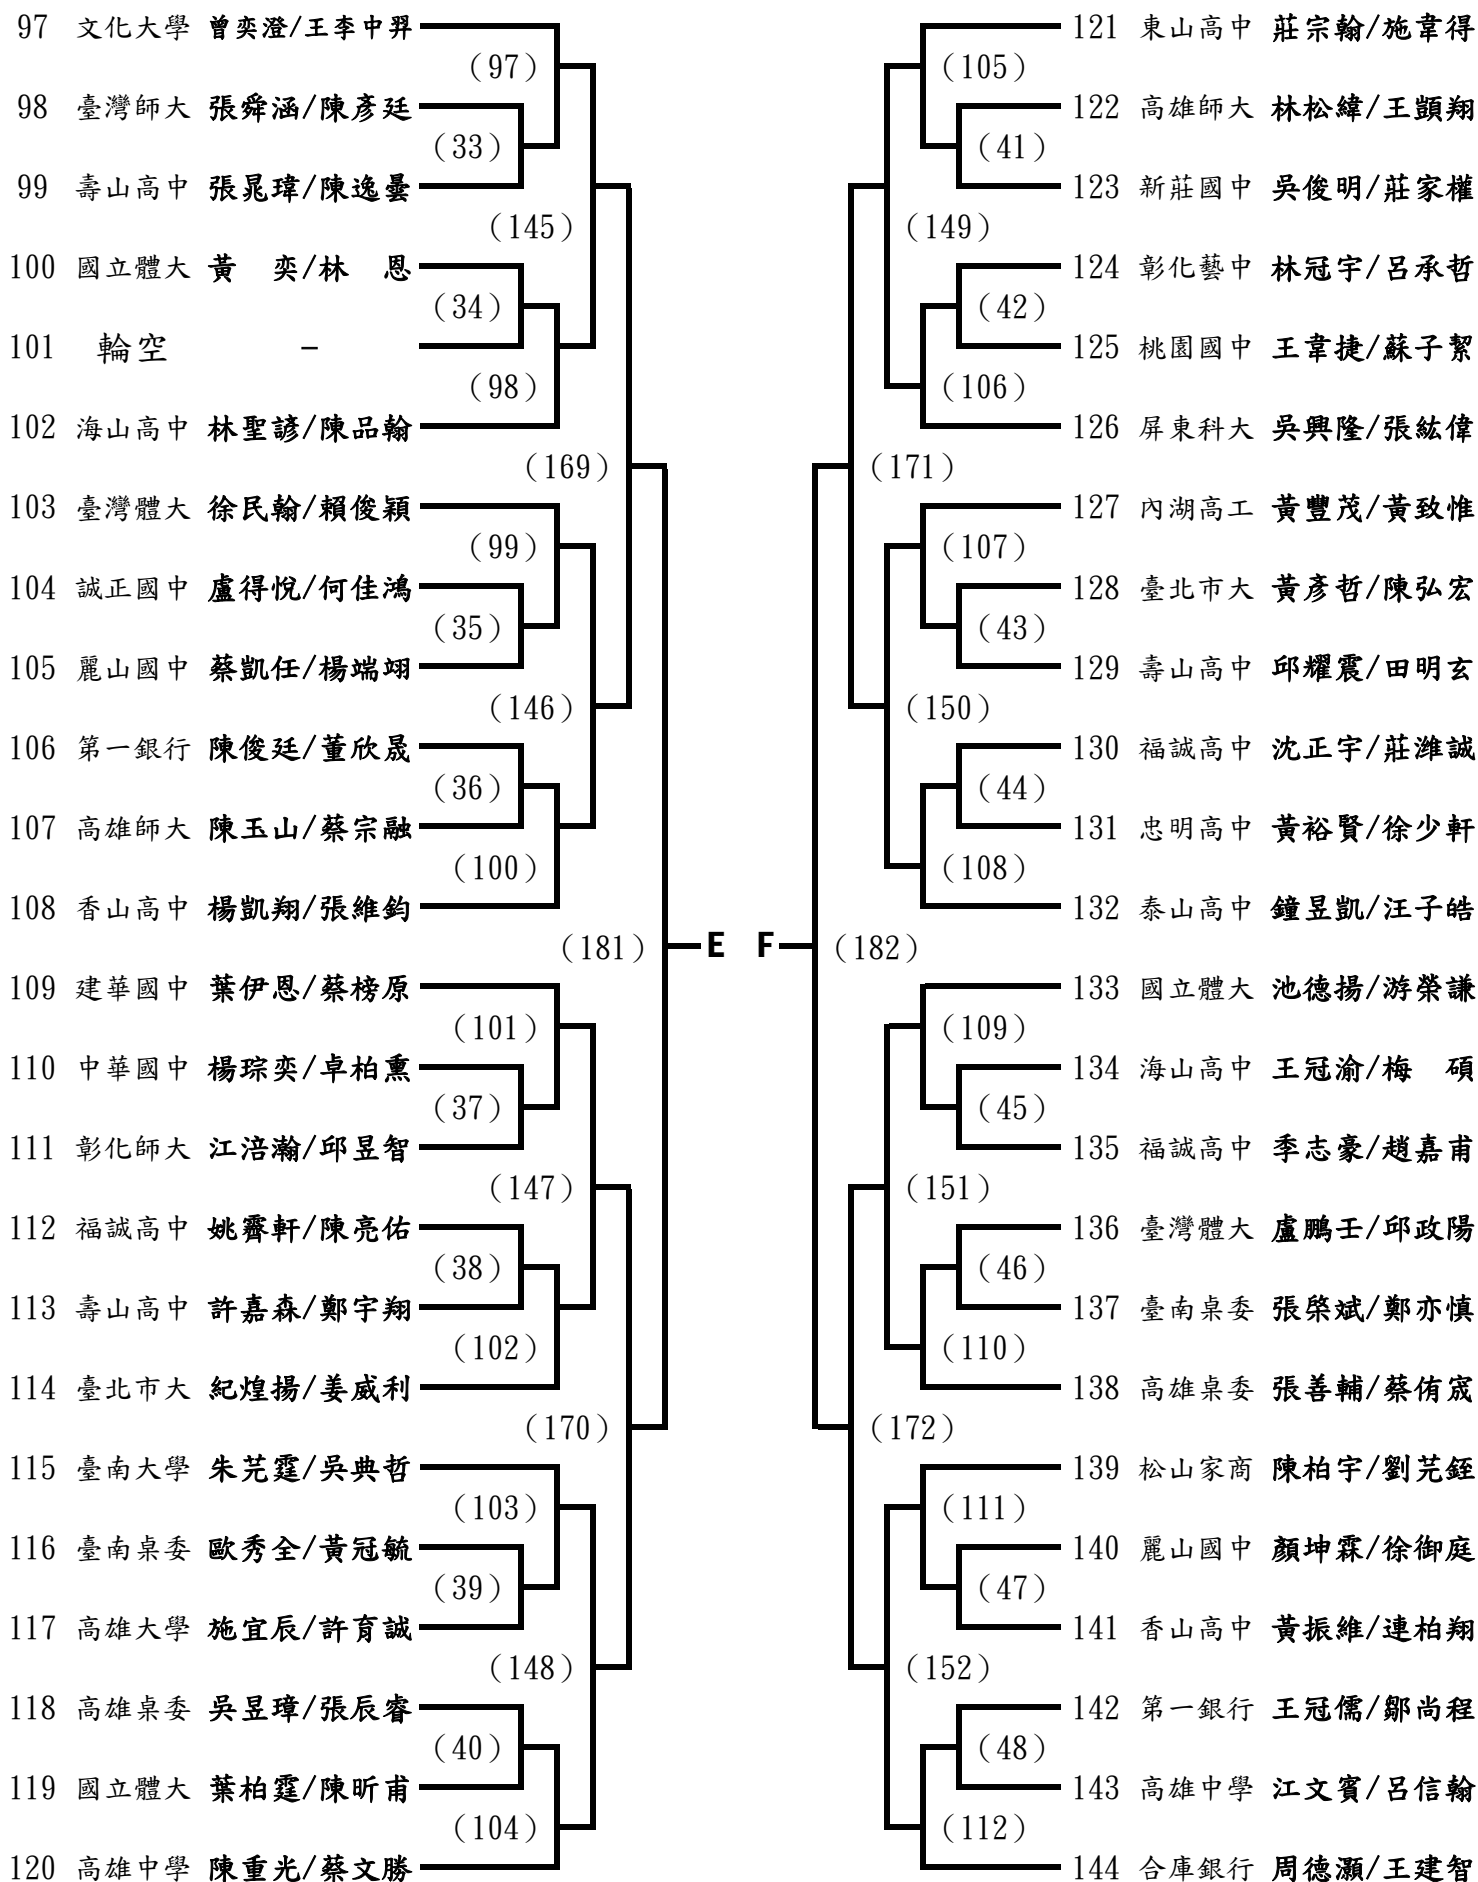 97 文化大學 曾奕澄/王李中羿
(97)
98 臺灣師大 張舜涵/陳彥廷
(33)
99 壽山高中 張晁瑋/陳逸曇
(145)
100 國立體大 黃 奕/林 恩
(34)
101 輪空 -
(98)
102 海山高中 林聖諺/陳品翰
(169)
103 臺灣體大 徐民翰/賴俊穎
(99)
104 誠正國中 盧得悅/何佳鴻
(35)
105 麗山國中 蔡凱任/楊端翊
(146)
106 第一銀行 陳俊廷/董欣晟
(36)
107 高雄師大 陳玉山/蔡宗融
(100)
108 香山高中 楊凱翔/張維鈞
(181) E
109 建華國中 葉伊恩/蔡榜原
(101)
110 中華國中 楊琮奕/卓柏熏
(37)
111 彰化師大 江涪瀚/邱昱智
(147)
112 福誠高中 姚霽軒/陳亮佑
(38)
113 壽山高中 許嘉森/鄭宇翔
(102)
114 臺北市大 紀煌揚/姜威利
(170)
115 臺南大學 朱芫霆/吳典哲
(103)
116 臺南桌委 歐秀全/黃冠毓
(39)
117 高雄大學 施宜辰/許育誠
(148)
118 高雄桌委 吳昱璋/張辰睿
(40)
119 國立體大 葉柏霆/陳昕甫
(104)
120 高雄中學 陳重光/蔡文勝
121 東山高中 莊宗翰/施韋得
(105)
122 高雄師大 林松緯/王顗翔
(41)
123 新莊國中 吳俊明/莊家權
(149)
124 彰化藝中 林冠宇/呂承哲
(42)
125 桃園國中 王韋捷/蘇子絜
(106)
126 屏東科大 吳興隆/張紘偉
(171)
127 內湖高工 黃豐茂/黃致惟
(107)
128 臺北市大 黃彥哲/陳弘宏
(43)
129 壽山高中 邱耀震/田明玄
(150)
130 福誠高中 沈正宇/莊濰誠
(44)
131 忠明高中 黃裕賢/徐少軒
(108)
132 泰山高中 鐘昱凱/汪子皓
F (182)
133 國立體大 池德揚/游榮謙
(109)
134 海山高中 王冠渝/梅 碩
(45)
135 福誠高中 季志豪/趙嘉甫
(151)
136 臺灣體大 盧鵬壬/邱政陽
(46)
137 臺南桌委 張棨斌/鄭亦慎
(110)
138 高雄桌委 張善輔/蔡侑宬
(172)
139 松山家商 陳柏宇/劉芫銍
(111)
140 麗山國中 顏坤霖/徐御庭
(47)
141 香山高中 黃振維/連柏翔
(152)
142 第一銀行 王冠儒/鄒尚程
(48)
143 高雄中學 江文賓/呂信翰
(112)
144 合庫銀行 周德灝/王建智